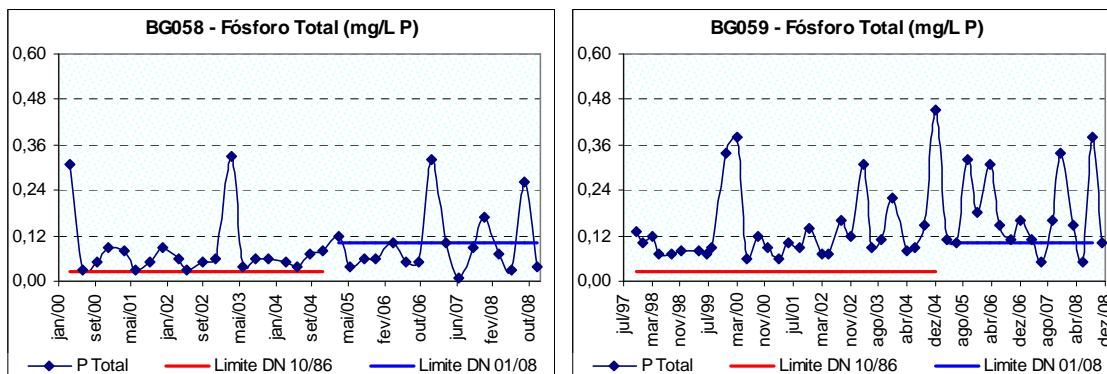 BG058 - Fósforo Total (mg/L P)
0,60
0,48
0,36
0,24
0,12
0,00
jan/00
set/00
mai/01
jan/02
set/02
mai/03
jan/04
set/04
mai/05
fev/06
out/06
jun/07
fev/08
out/08
P Total
Limite DN 10/86
Limite DN 01/08
BG059 - Fósforo Total (mg/L P)
0,60
0,48
0,36
0,24
0,12
0,00
jul/97
mar/98
nov/98
jul/99
mar/00
nov/00
jul/01
mar/02
nov/02
ago/03
abr/04
dez/04
ago/05
abr/06
dez/06
ago/07
abr/08
dez/08
P Total
Limite DN 10/86
Limite DN 01/08